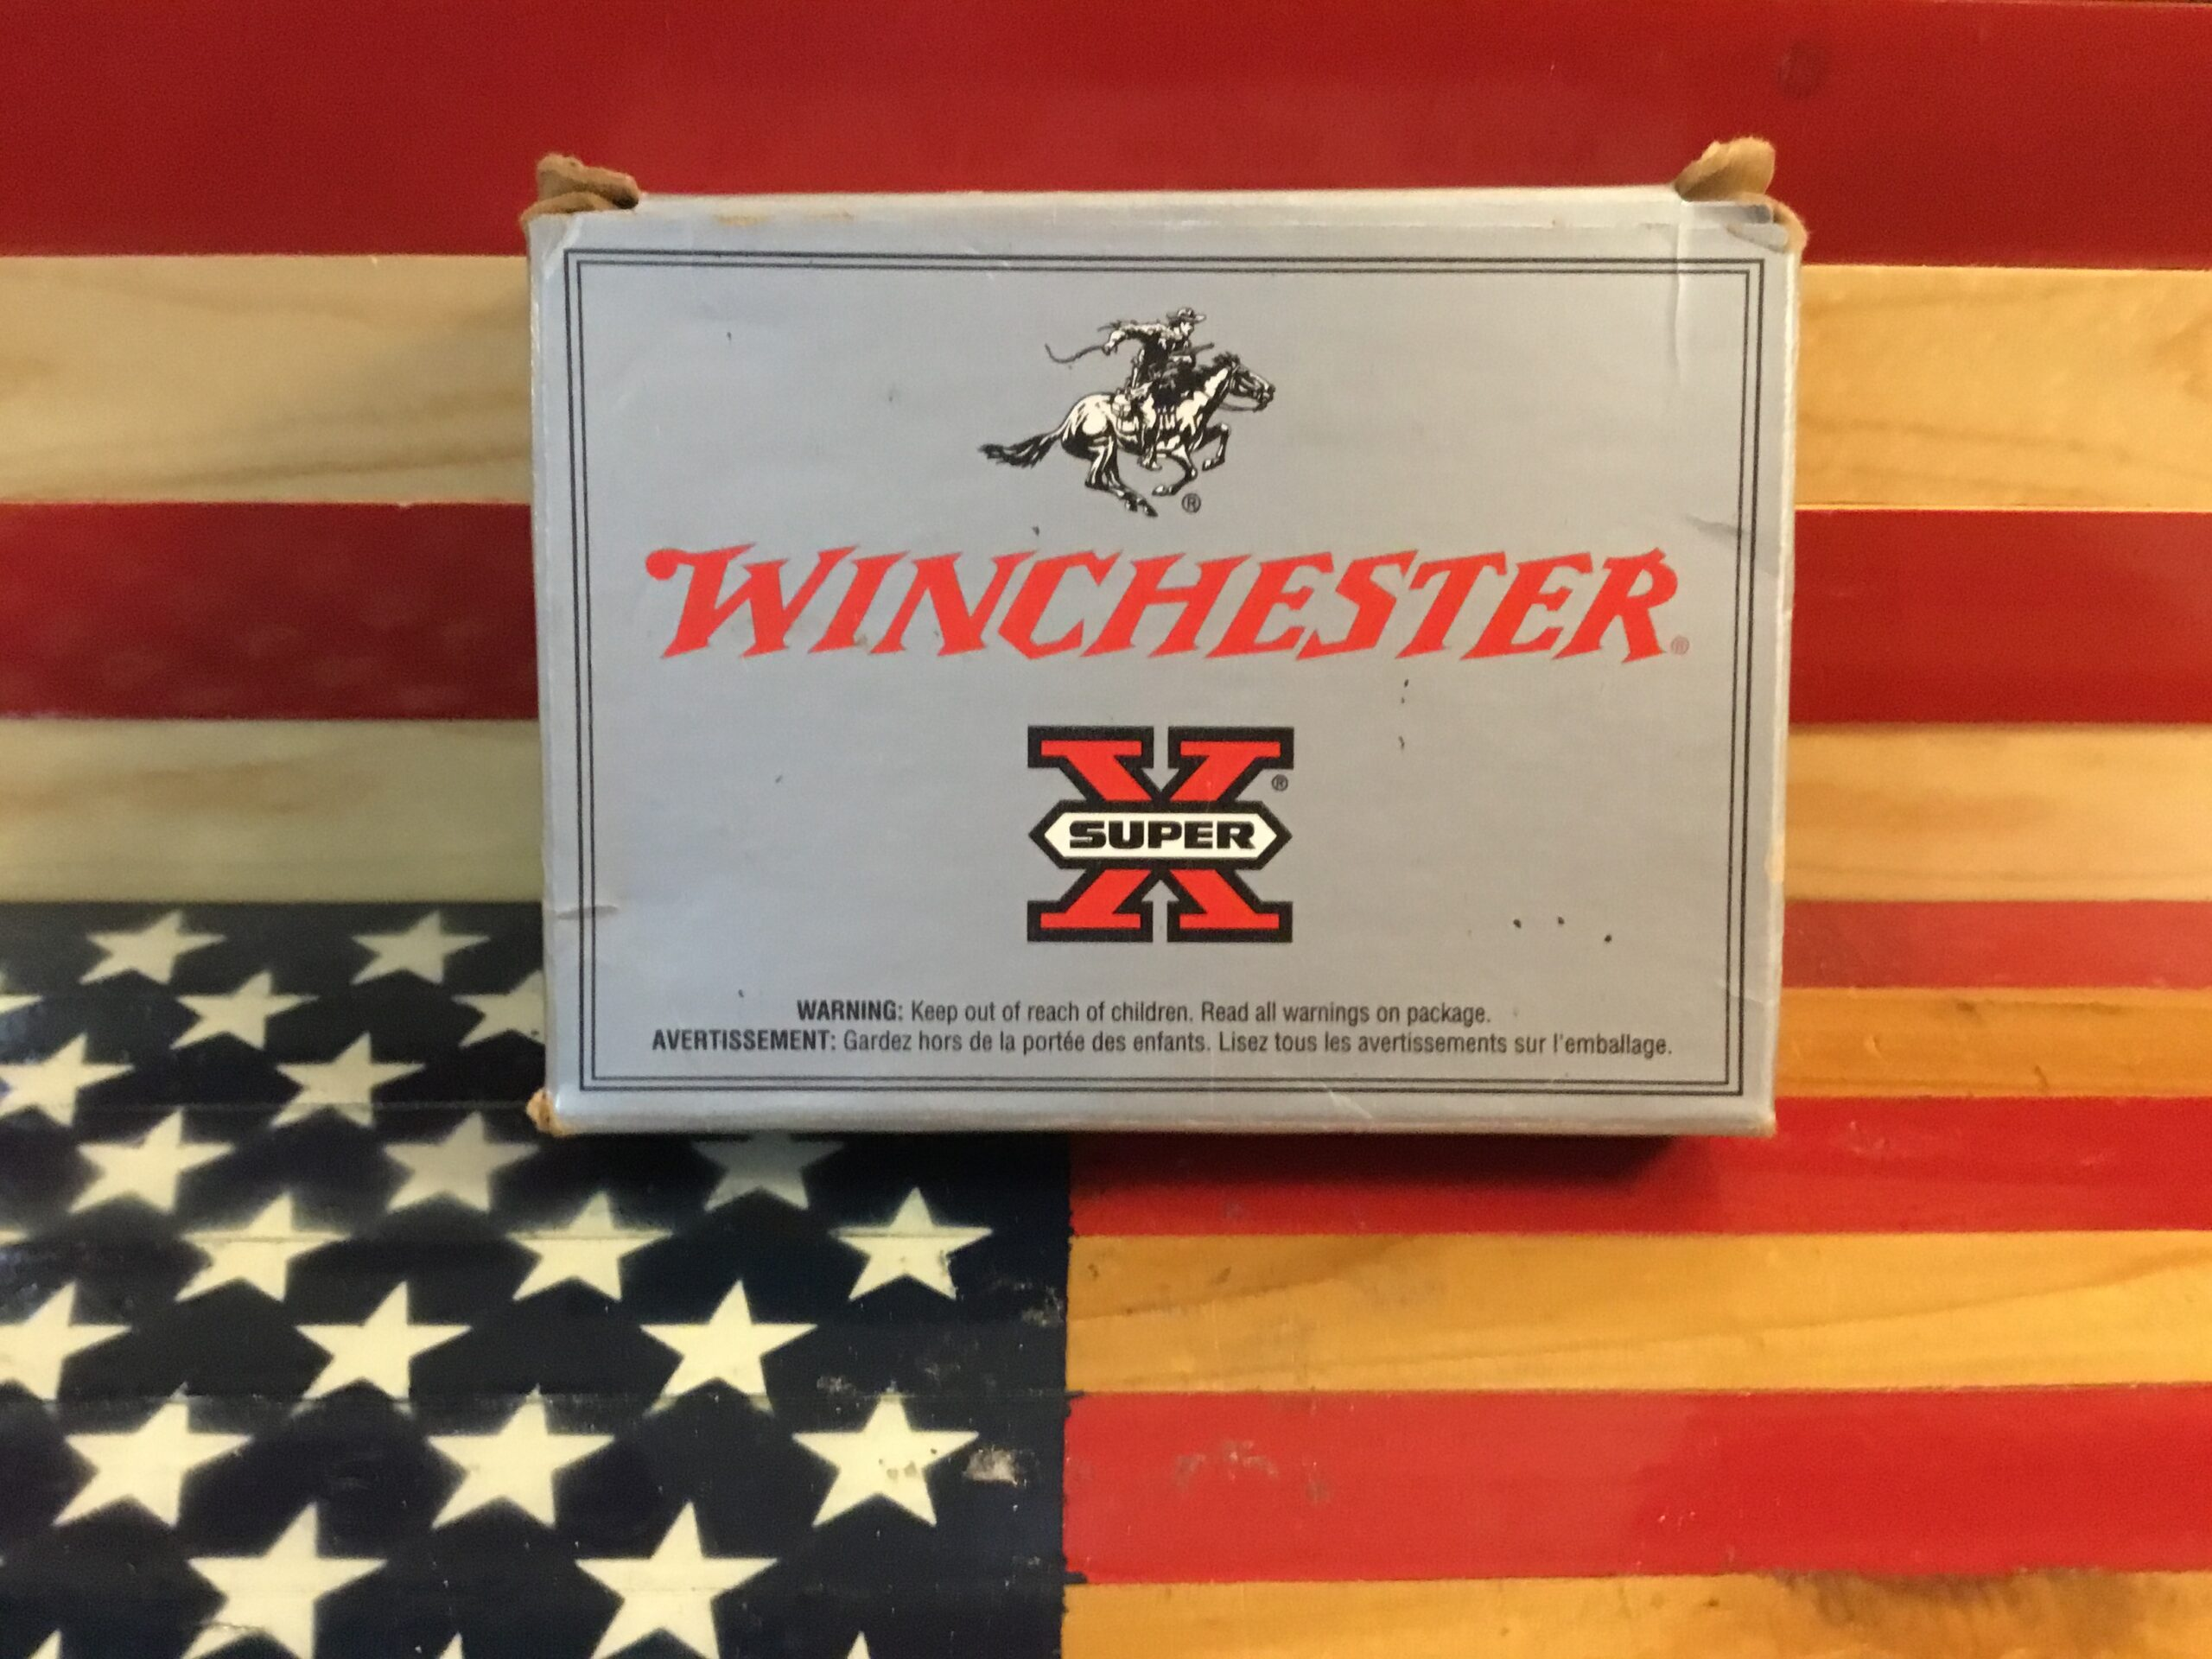 ®
WINCHESTER®
X®
SUPER
WARNING: Keep out of reach of children. Read all warnings on package.
AVERTISSEMENT: Gardez hors de la portée des enfants. Lisez tous les avertissements sur l'emballage.